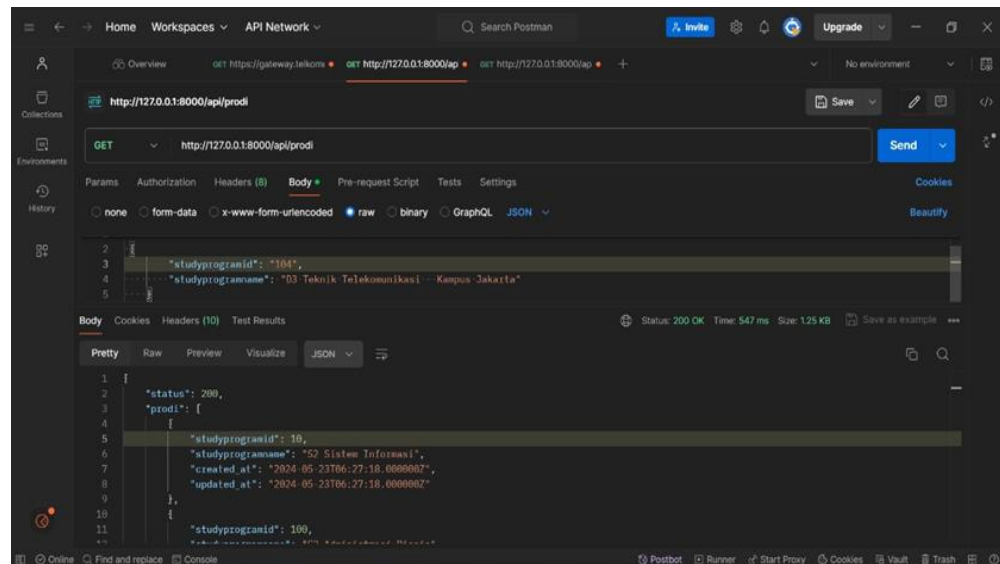 Home Workspaces API Network Search Postman Invite Upgrade
Overview GET https://gateway.telkomu GET http://127.0.0.1:8000/ap GET http://127.0.0.1:8000/ap No environment
HTTP http://127.0.0.1:8000/api/prodi Save
Collections
GET http://127.0.0.1:8000/api/prodi Send
Environments
Params Authorization Headers (8) Body Pre-request Script Tests Settings Cookies
History
none form-data x-www-form-urlencoded raw binary GraphQL JSON Beautify
2 {
3 "studyprogramid": "104",
4 "studyprogramname": "D3 Teknik Telekomunikasi - Kampus Jakarta"
5
Body Cookies Headers (10) Test Results Status: 200 OK Time: 547 ms Size: 1.25 KB Save as example
Pretty Raw Preview Visualize JSON
1 {
2 "status": 200,
3 "prodi": [
4 {
5 "studyprogramid": 10,
6 "studyprogramname": "S2 Sistem Informasi",
7 "created_at": "2024-05-23T06:27:18.000000Z",
8 "updated_at": "2024-05-23T06:27:18.000000Z"
9 },
10 {
11 "studyprogramid": 100,
Online Find and replace Console Postbot Runner Start Proxy Cookies Vault Trash